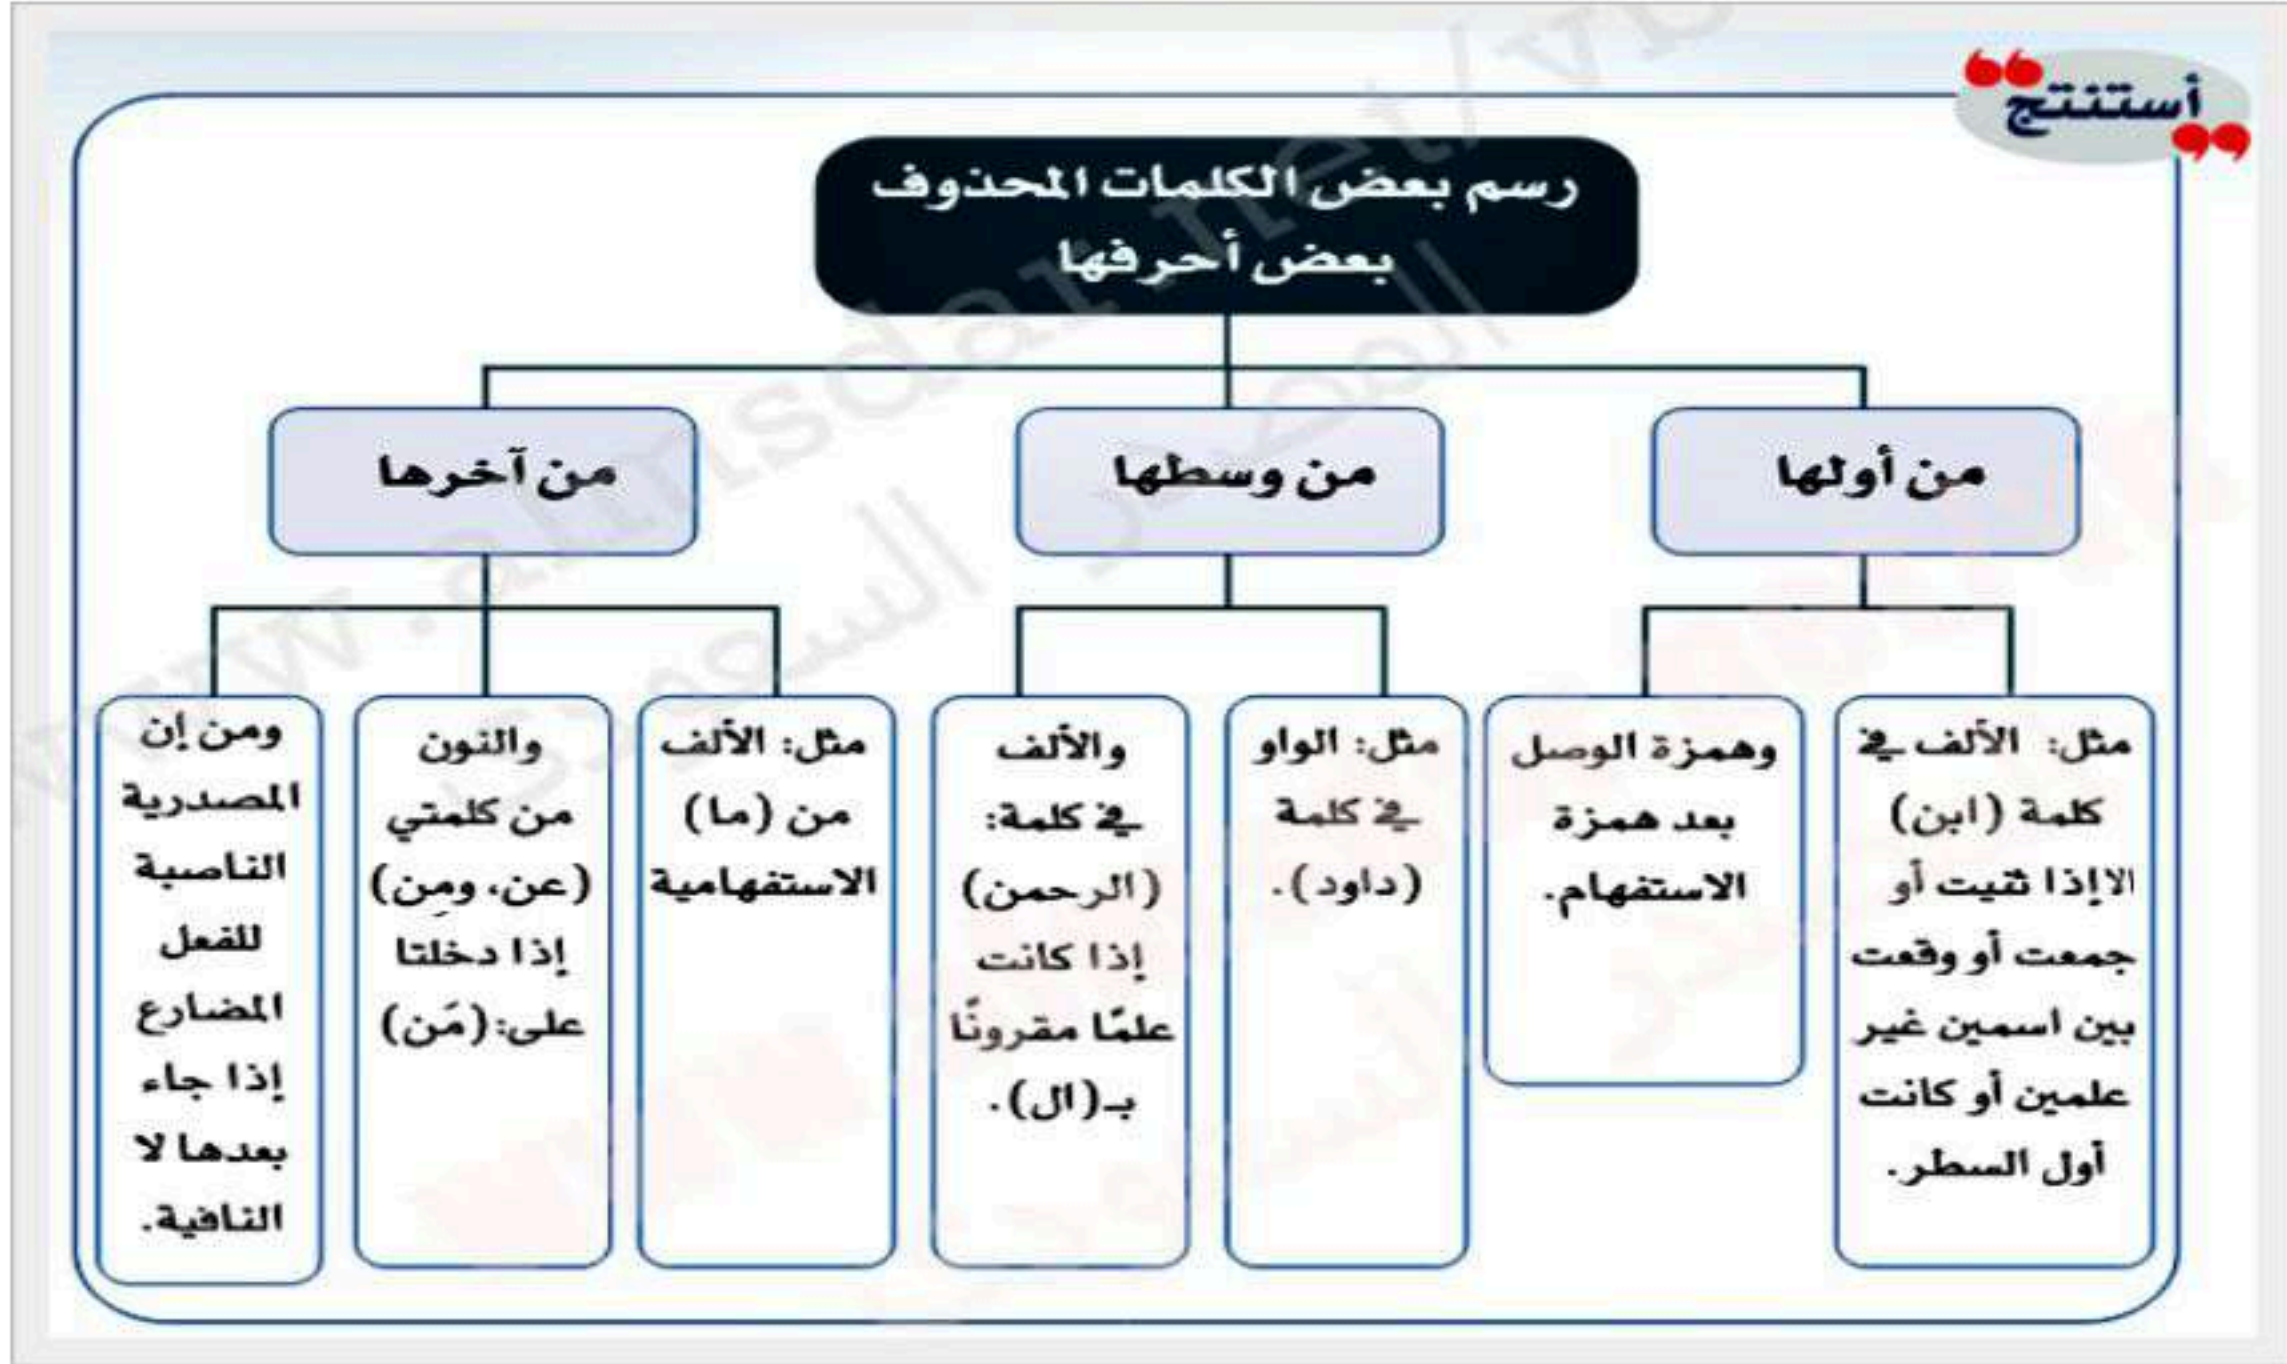 أستنتج
رسم بعض الكلمات المحذوف
بعض أحرفها
من أولها
من وسطها
من آخرها
مثل: الألف في
كلمة (ابن)
الاإذا ثنيت أو
جمعت أو وقعت
بين اسمين غير
علمين أو كانت
أول السطر.
وهمزة الوصل
بعد همزة
الاستفهام.
مثل: الواو
في كلمة
(داود).
والألف
في كلمة:
(الرحمن)
إذا كانت
علمًا مقرونًا
بـ(ال).
مثل: الألف
من (ما)
الاستفهامية
والنون
من كلمتي
(عن، ومِن)
إذا دخلتا
على: (مَن)
ومن إن
المصدرية
الناصبة
للفعل
المضارع
إذا جاء
بعدها لا
النافية.
المصدر السعودي